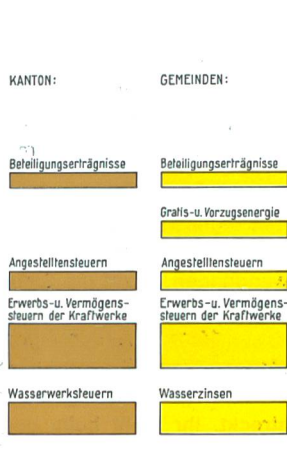 KANTON:
GEMEINDEN:
Beteiligungserträgnisse
Beteiligungserträgnisse
Gratis-u. Vorzugsenergie
Angestelltensteuern
Angestelltensteuern
Erwerbs-u. Vermögens-
steuern der Kraftwerke
Erwerbs-u. Vermögens-
steuern der Kraftwerke
Wasserwerksteuern
Wasserzinsen